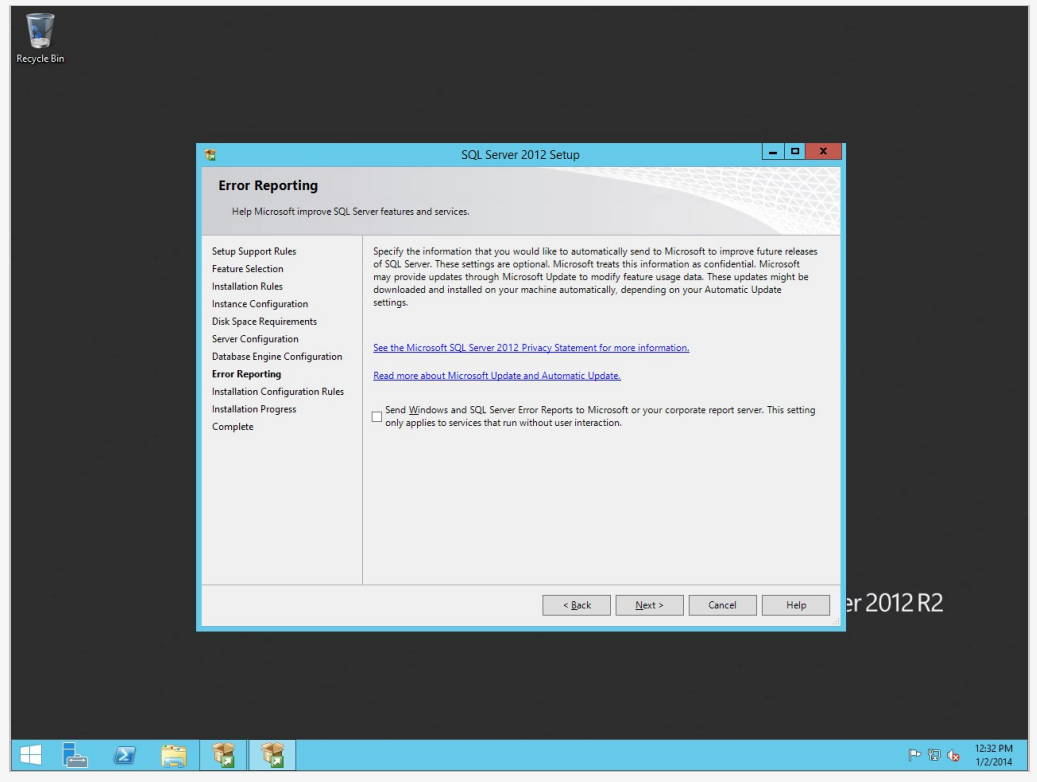 Recycle Bin
SQL Server 2012 Setup
Error Reporting
Help Microsoft improve SQL Server features and services.
Setup Support Rules
Feature Selection
Installation Rules
Instance Configuration
Disk Space Requirements
Server Configuration
Database Engine Configuration
Error Reporting
Installation Configuration Rules
Installation Progress
Complete
Specify the information that you would like to automatically send to Microsoft to improve future releases
of SQL Server. These settings are optional. Microsoft treats this information as confidential. Microsoft
may provide updates through Microsoft Update to modify feature usage data. These updates might be
downloaded and installed on your machine automatically, depending on your Automatic Update
settings.
See the Microsoft SQL Server 2012 Privacy Statement for more information.
Read more about Microsoft Update and Automatic Update.
Send Windows and SQL Server Error Reports to Microsoft or your corporate report server. This setting
only applies to services that run without user interaction.
< Back
Next >
Cancel
Help
er 2012 R2
12:32 PM
1/2/2014